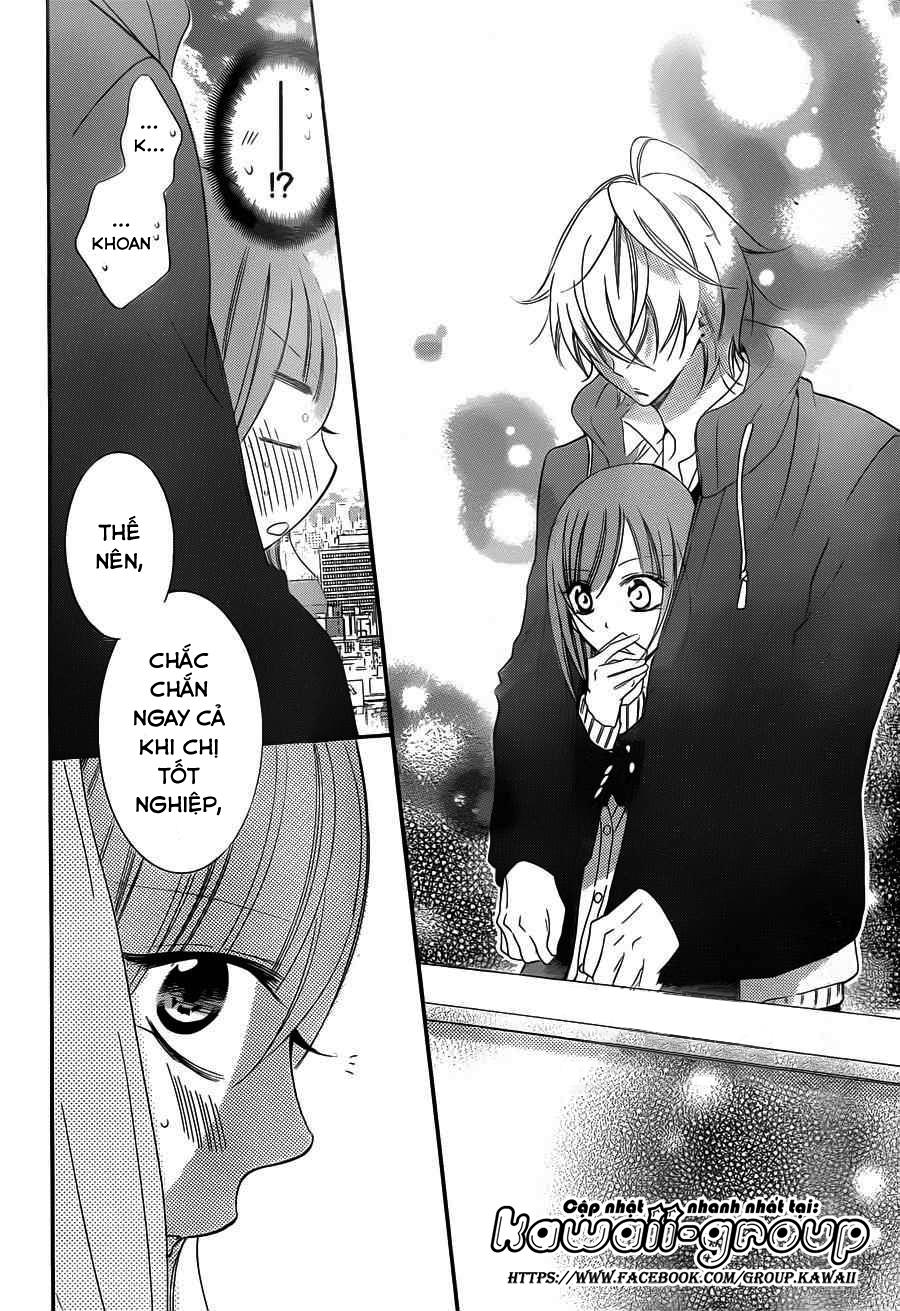 !?
...
K...
...
KHOAN
THẾ
NÊN,
CHẮC
CHẮN
NGAY CẢ
KHI CHỊ
TỐT
NGHIỆP,
Cập nhật nhanh nhất tại:
kawaii-group
HTTPS://WWW.FACEBOOK.COM/GROUP.KAWAII